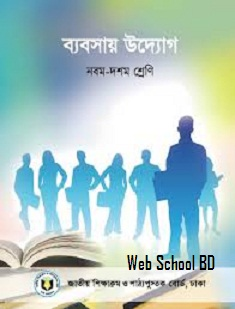 ব্যবসায় উদ্যোগ
নবম-দশম শ্রেণি
Web School BD
জাতীয় শিক্ষাক্রম ও পাঠ্যপুস্তক বোর্ড, ঢাকা